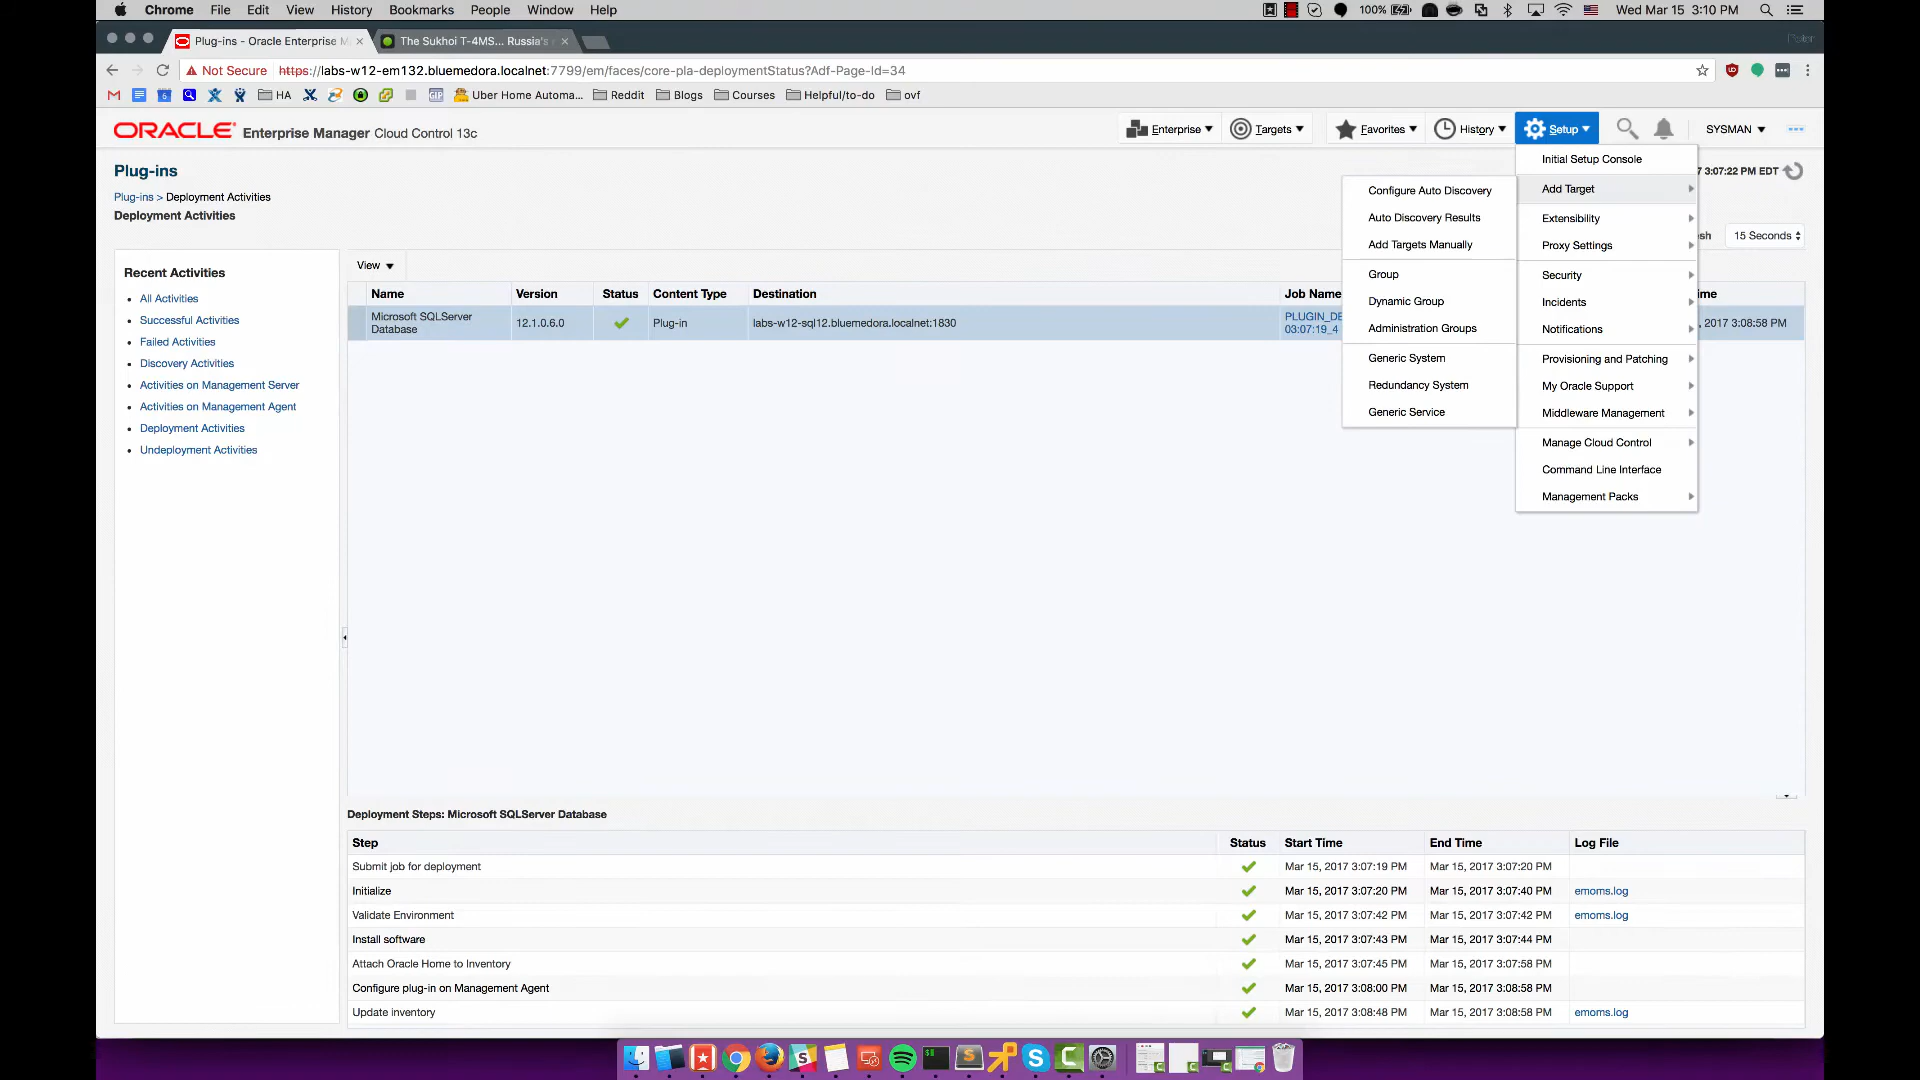 Chrome File Edit View History Bookmarks People Window Help 100% Wed Mar 15 3:10 PM
Plug-ins - Oracle Enterprise M The Sukhoi T-4MS... Russia's
Not Secure https://labs-w12-em132.bluemedora.localnet:7799/em/faces/core-pla-deploymentStatus?Adf-Page-Id=34
HA Uber Home Automa... Reddit Blogs Courses Helpful/to-do ovf
ORACLE Enterprise Manager Cloud Control 13c Enterprise Targets Favorites History Setup SYSMAN
Plug-ins
7 3:07:22 PM EDT
Plug-ins > Deployment Activities
Deployment Activities
15 Seconds
Initial Setup Console
Add Target
Extensibility
Proxy Settings
Security
Incidents
Notifications
Provisioning and Patching
My Oracle Support
Middleware Management
Manage Cloud Control
Command Line Interface
Management Packs
Configure Auto Discovery
Auto Discovery Results
Add Targets Manually
Group
Dynamic Group
Administration Groups
Generic System
Redundancy System
Generic Service
Recent Activities
All Activities
Successful Activities
Failed Activities
Discovery Activities
Activities on Management Server
Activities on Management Agent
Deployment Activities
Undeployment Activities
View
Name Version Status Content Type Destination Job Name
Microsoft SQLServer
Database
12.1.0.6.0 Plug-in labs-w12-sql12.bluemedora.localnet:1830
PLUGIN_DE
03:07:19_4
, 2017 3:08:58 PM
Deployment Steps: Microsoft SQLServer Database
Step Status Start Time End Time Log File
Submit job for deployment Mar 15, 2017 3:07:19 PM Mar 15, 2017 3:07:20 PM
Initialize Mar 15, 2017 3:07:20 PM Mar 15, 2017 3:07:40 PM emoms.log
Validate Environment Mar 15, 2017 3:07:42 PM Mar 15, 2017 3:07:42 PM emoms.log
Install software Mar 15, 2017 3:07:43 PM Mar 15, 2017 3:07:44 PM
Attach Oracle Home to Inventory Mar 15, 2017 3:07:45 PM Mar 15, 2017 3:07:58 PM
Configure plug-in on Management Agent Mar 15, 2017 3:08:00 PM Mar 15, 2017 3:08:58 PM
Update inventory Mar 15, 2017 3:08:48 PM Mar 15, 2017 3:08:58 PM emoms.log